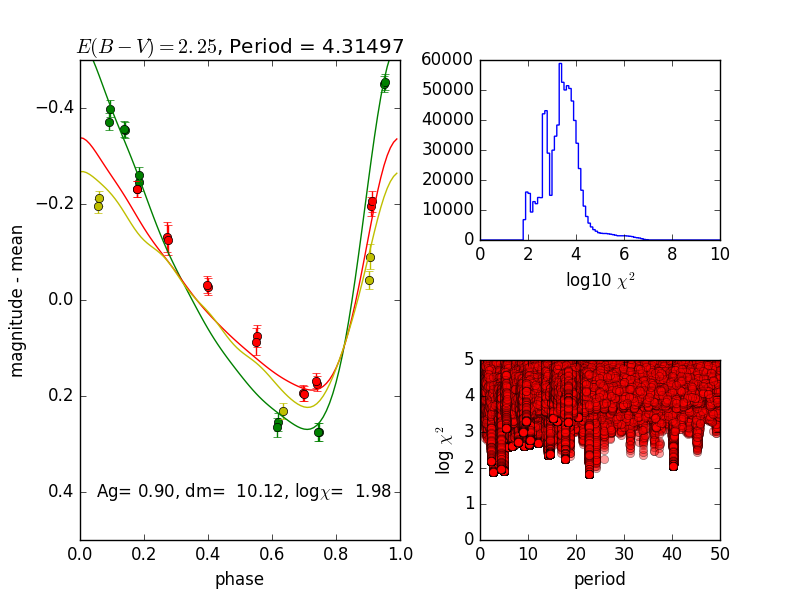 E(B − V) = 2.25, Period = 4.31497
−0.4
−0.2
0.0
0.2
0.4
magnitude - mean
Ag= 0.90, dm= 10.12, logχ= 1.98
0.0 0.2 0.4 0.6 0.8 1.0
phase
60000
50000
40000
30000
20000
10000
0
0 2 4 6 8 10
log10 χ²
5
4
3
2
1
0
log χ²
0 10 20 30 40 50
period